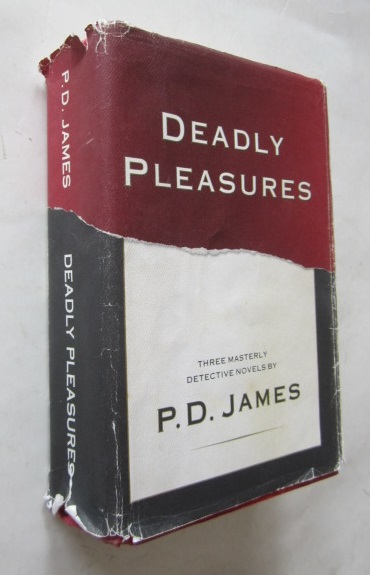 P.D. JAMES
DEADLY PLEASURES
DEADLY
PLEASURES
THREE MASTERLY
DETECTIVE NOVELS BY
P.D. JAMES